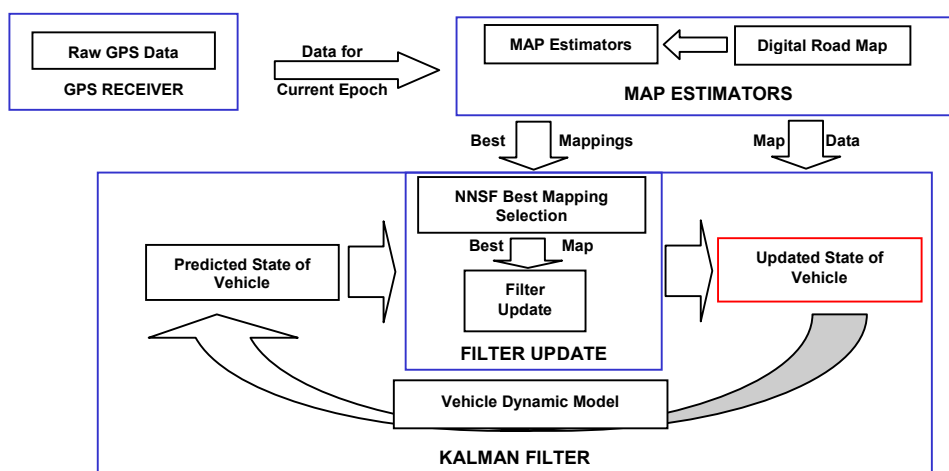 Raw GPS Data
GPS RECEIVER
Data for
Current Epoch
MAP Estimators
Digital Road Map
MAP ESTIMATORS
Best Mappings
Map Data
NNSF Best Mapping
Selection
Best Map
Predicted State of
Vehicle
Filter
Update
Updated State of
Vehicle
FILTER UPDATE
Vehicle Dynamic Model
KALMAN FILTER